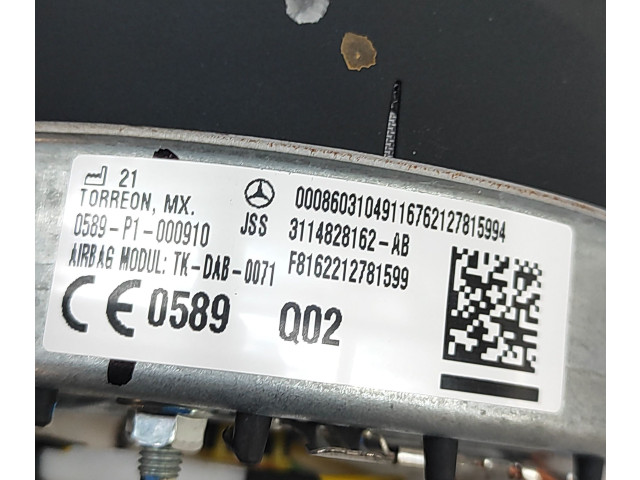 21
TORREON, MX.
0589-P1-000910
AIRBAG MODUL: TK-DAB-0071
CE 0589
JSS
00086031049116762127815994
3114828162-AB
F8162212781599
Q02